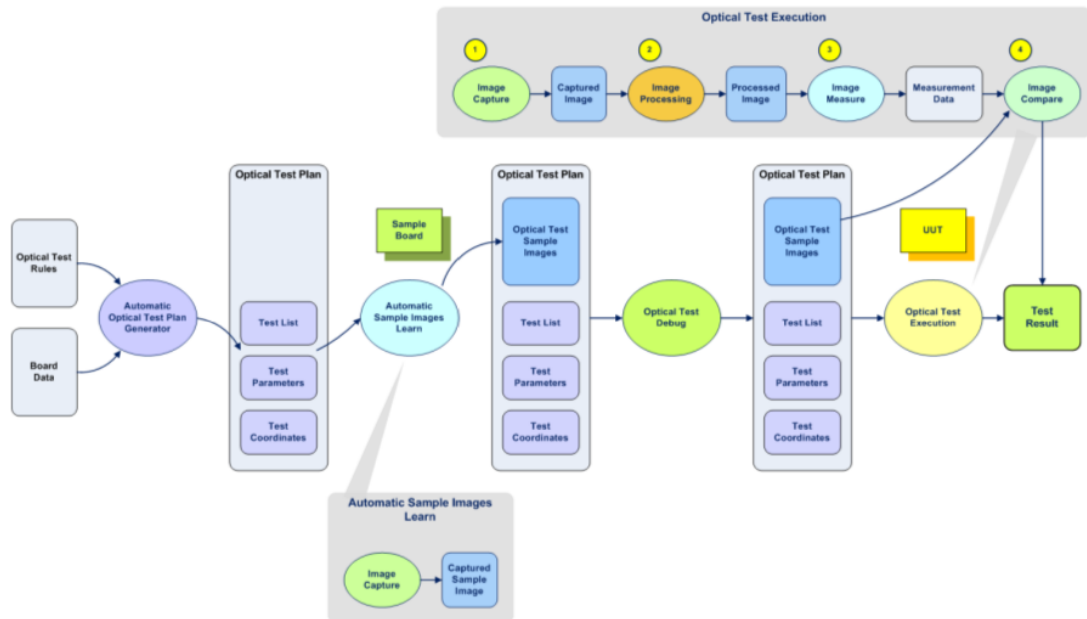 Optical Test Execution
1
2
3
4
Image
Capture
Captured
Image
Image
Processing
Processed
Image
Image
Measure
Measurement
Data
Image
Compare
Optical Test Plan
Optical Test Plan
Optical Test Plan
Sample
Board
Optical Test
Sample
Images
Optical Test
Sample
Images
UUT
Optical Test
Rules
Automatic
Optical Test Plan
Generator
Board
Data
Test List
Test
Parameters
Test
Coordinates
Automatic
Sample Images
Learn
Test List
Test
Parameters
Test
Coordinates
Optical Test
Debug
Test List
Test
Parameters
Test
Coordinates
Optical Test
Execution
Test
Result
Automatic Sample Images
Learn
Image
Capture
Captured
Sample
Image